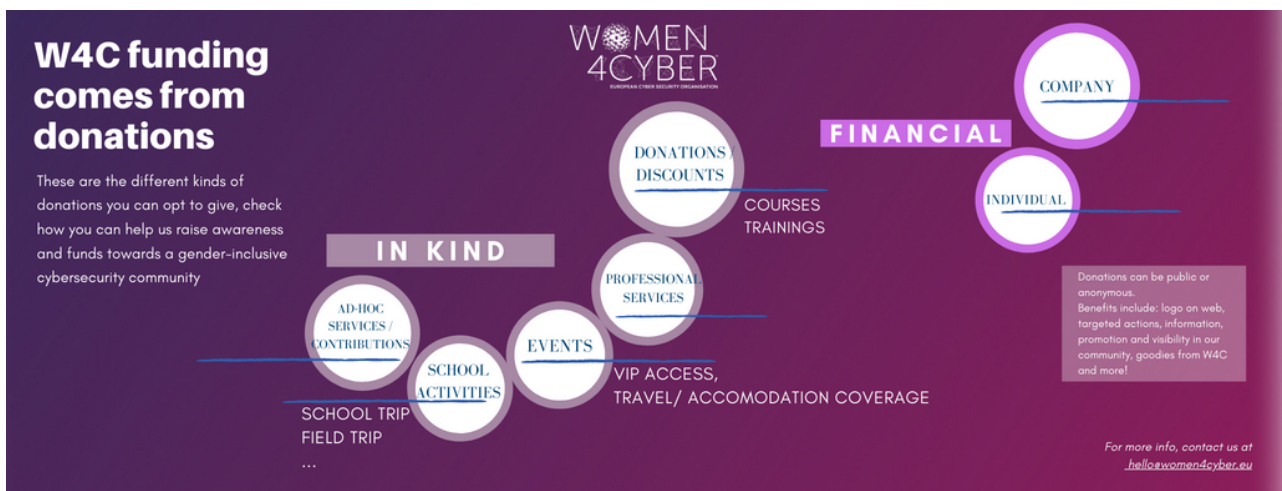 W4C funding
comes from
donations
These are the different kinds of
donations you can opt to give, check
how you can help us raise awareness
and funds towards a gender-inclusive
cybersecurity community
WOMEN
4CYBER
EUROPEAN CYBER SECURITY ORGANISATION
IN KIND
AD-HOC
SERVICES /
CONTRIBUTIONS
SCHOOL
ACTIVITIES
SCHOOL TRIP
FIELD TRIP
...
EVENTS
VIP ACCESS,
TRAVEL/ ACCOMODATION COVERAGE
PROFESSIONAL
SERVICES
DONATIONS /
DISCOUNTS
COURSES
TRAININGS
FINANCIAL
COMPANY
INDIVIDUAL
Donations can be public or
anonymous.
Benefits include: logo on web,
targeted actions, information,
promotion and visibility in our
community, goodies from W4C
and more!
For more info, contact us at
hello@women4cyber.eu